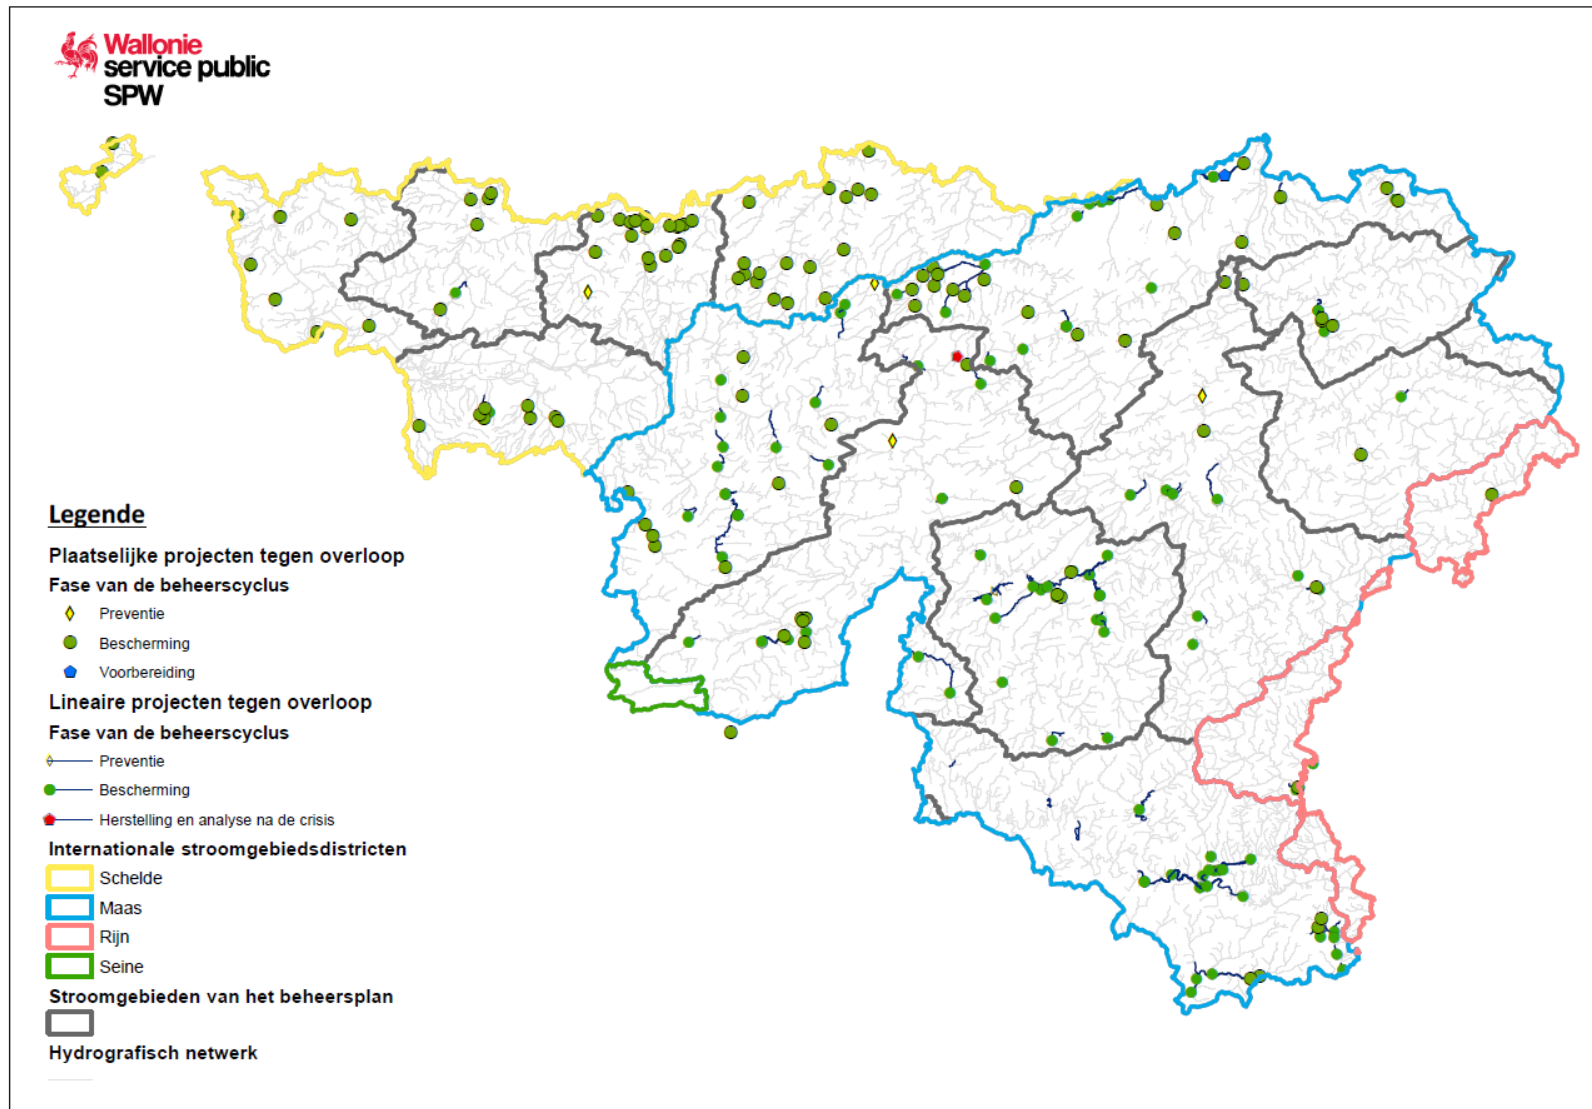 Wallonie
service public
SPW
Legende
Plaatselijke projecten tegen overloop
Fase van de beheerscyclus
Preventie
Bescherming
Voorbereiding
Lineaire projecten tegen overloop
Fase van de beheerscyclus
Preventie
Bescherming
Herstelling en analyse na de crisis
Internationale stroomgebiedsdistricten
Schelde
Maas
Rijn
Seine
Stroomgebieden van het beheersplan
Hydrografisch netwerk